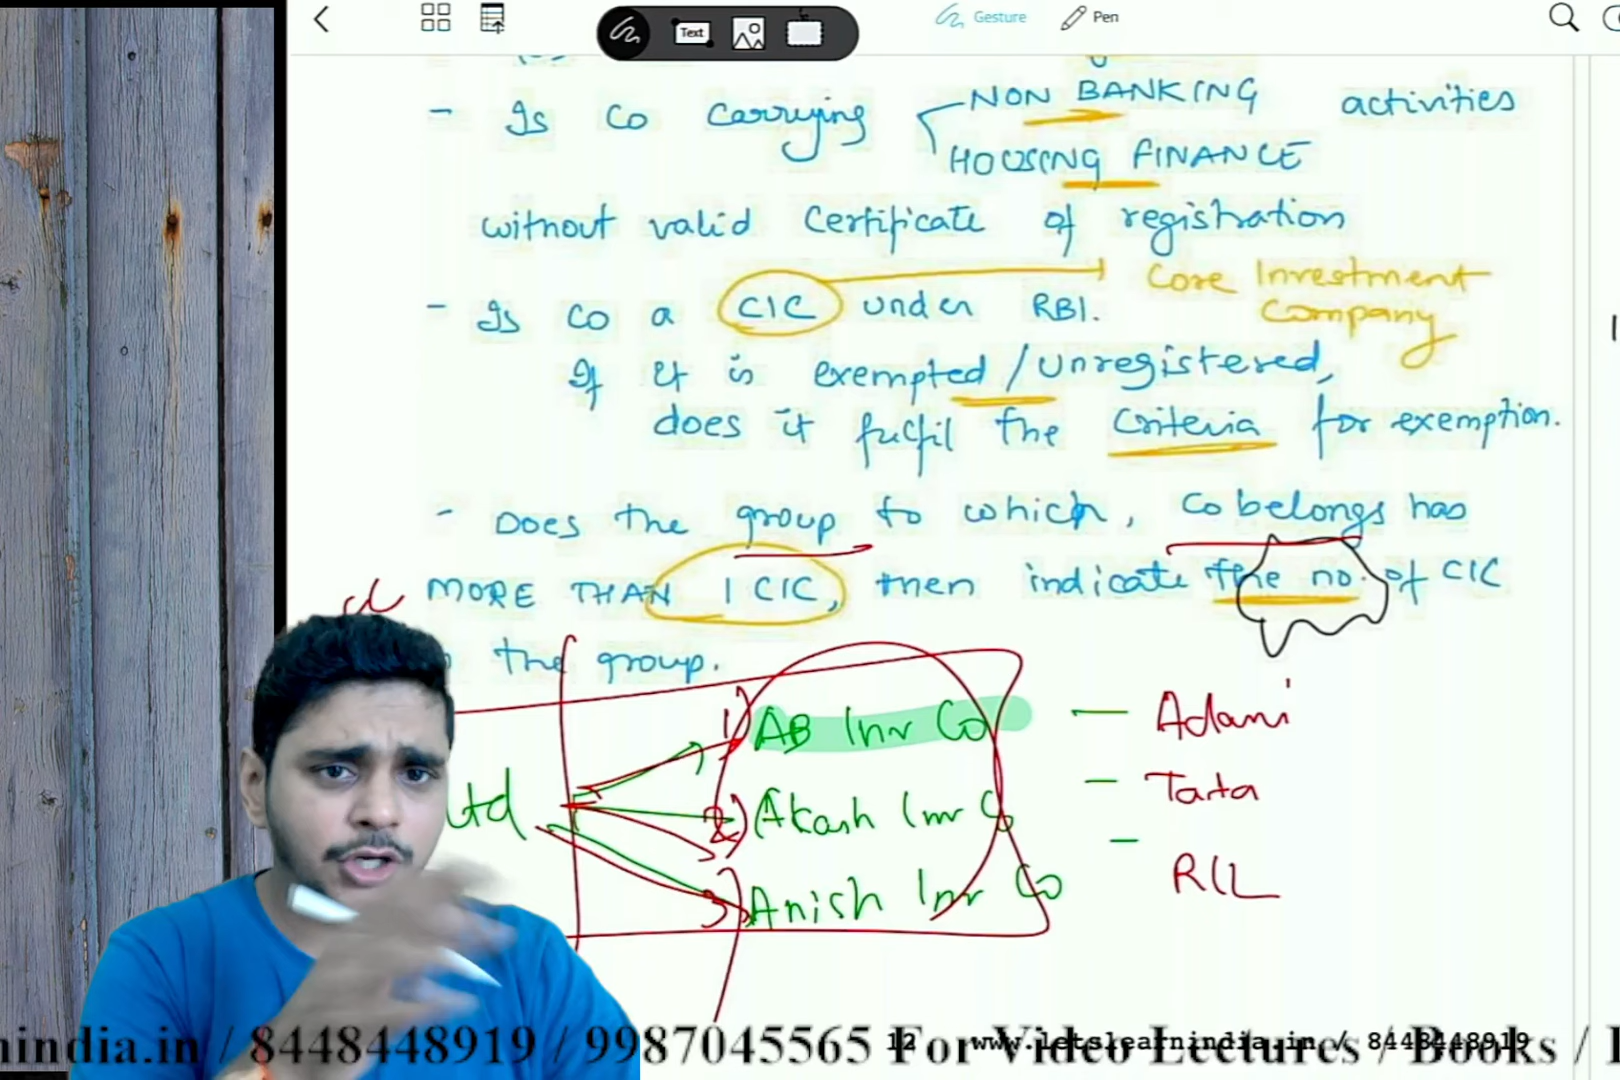 Text
Gesture
Pen
- Is Co Carrying NON BANKING activities
HOUSING FINANCE
without valid Certificate of registration
Core Investment
- Is Co a CIC under RBI.
Company
If it is exempted / Unregistered,
does it fulfil the Criteria for exemption.
- Does the group to which, Co belongs has
MORE THAN 1 CIC, then indicate the no. of CIC
the group.
1) AB Inv Co
- Adani
Ltd
2) Akash Inv Co
- Tata
3) Anish Inv Co
- RIL
nindia.in / 8448448919 / 9987045565 For Video Lectures / Books /
12
www.letslearnindia.in / 8448448919